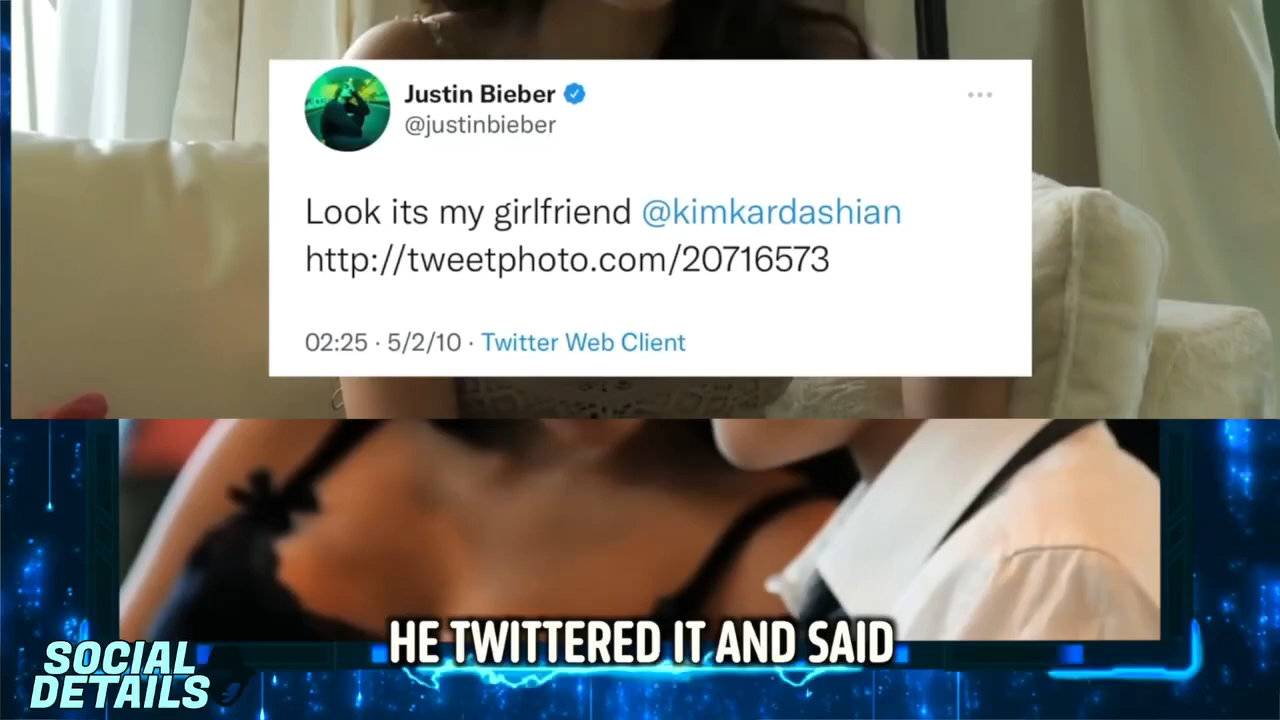 Justin Bieber
@justinbieber
Look its my girlfriend @kimkardashian
http://tweetphoto.com/20716573
02:25 · 5/2/10 · Twitter Web Client
HE TWITTERED IT AND SAID
SOCIAL
DETAILS